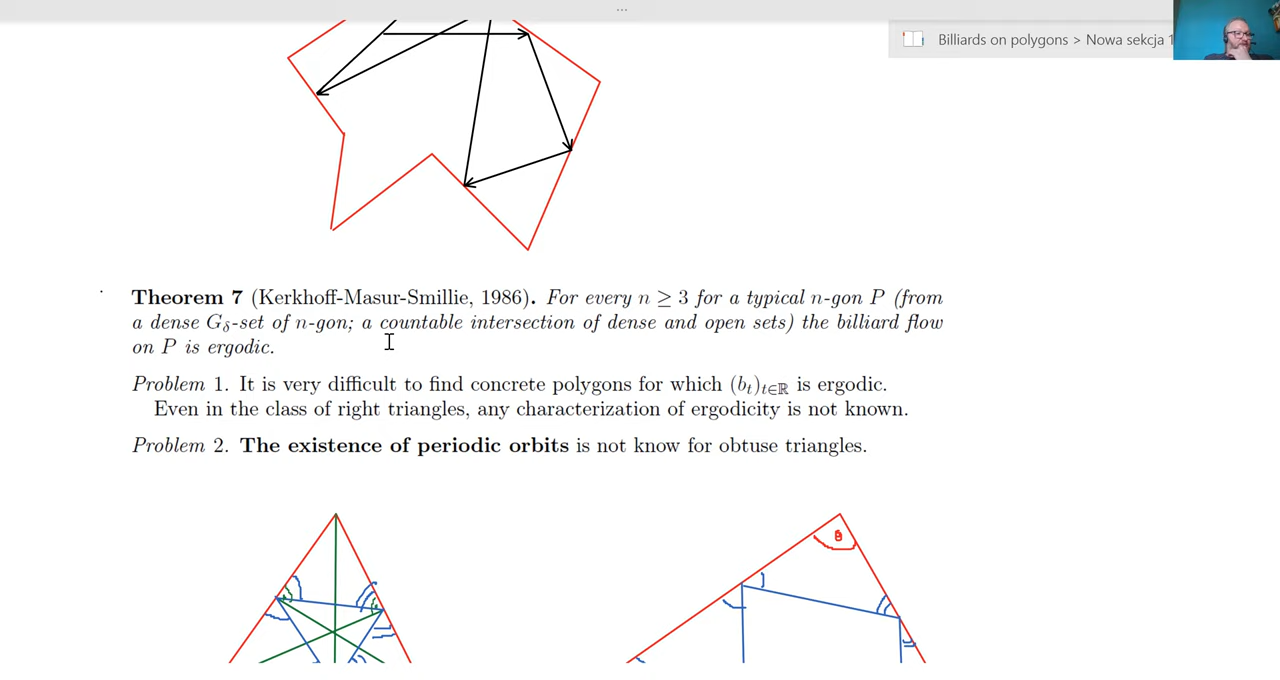 ...
Billiards on polygons > Nowa sekcja 1
Theorem 7 (Kerkhoff-Masur-Smillie, 1986). For every n ≥ 3 for a typical n-gon P (from
a dense G_δ-set of n-gon; a countable intersection of dense and open sets) the billiard flow
on P is ergodic.
Problem 1. It is very difficult to find concrete polygons for which (b_t)_{t∈ℝ} is ergodic.
Even in the class of right triangles, any characterization of ergodicity is not known.
Problem 2. The existence of periodic orbits is not know for obtuse triangles.
θ